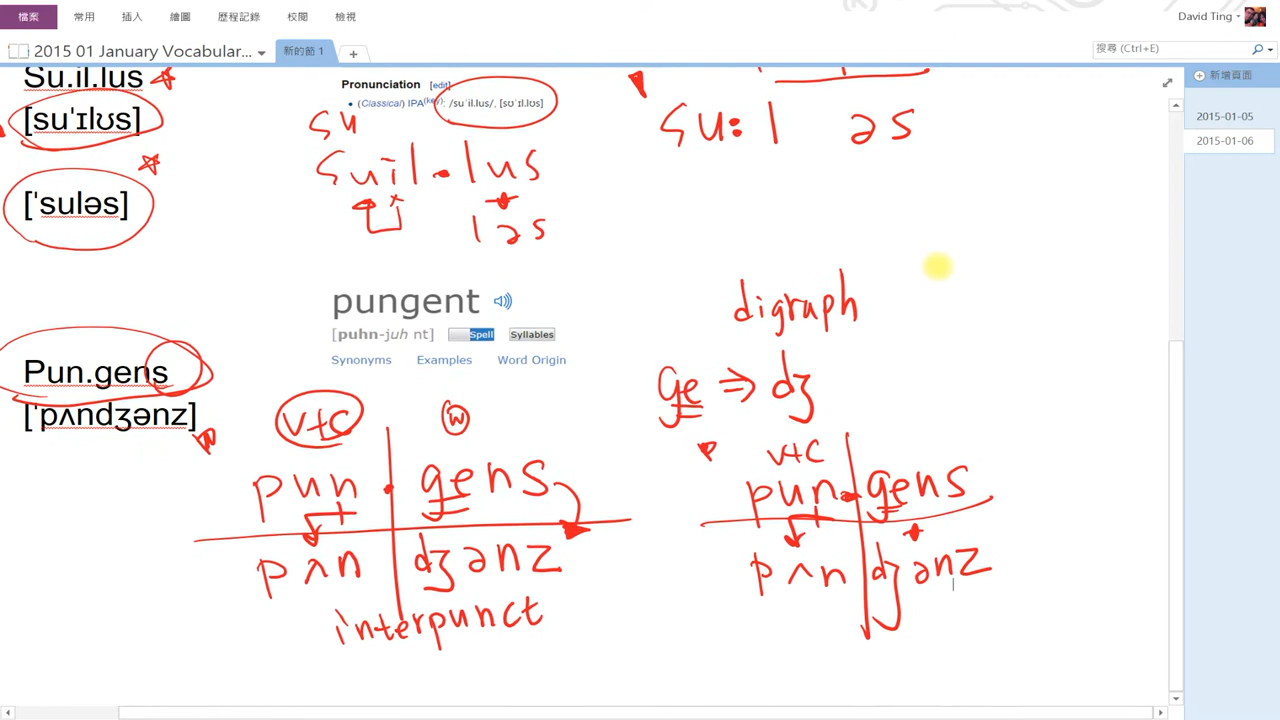 檔案 常用 插入 繪圖 歷程記錄 校閱 檢視 David Ting
2015 01 January Vocabular... 新的節 1 搜尋 (Ctrl+E)
新增頁面
2015-01-05
2015-01-06
Su.il.lus
[suˈɪlʊs]
[ˈsuləs]
Pronunciation [edit]
(Classical) IPA(key): /suˈil.lus/, [sʊˈɪl.lʊs]
su
suil.lus
ləs
su:l əs
pungent
[puhn-juh nt] Spell Syllables
Synonyms Examples Word Origin
digraph
ge ⇒ dʒ
Pun.gens
[ˈpʌndʒənz]
v+c w
pun·gens
pʌn dʒənz
interpunct
v+c
pun·gens
pʌn dʒənz